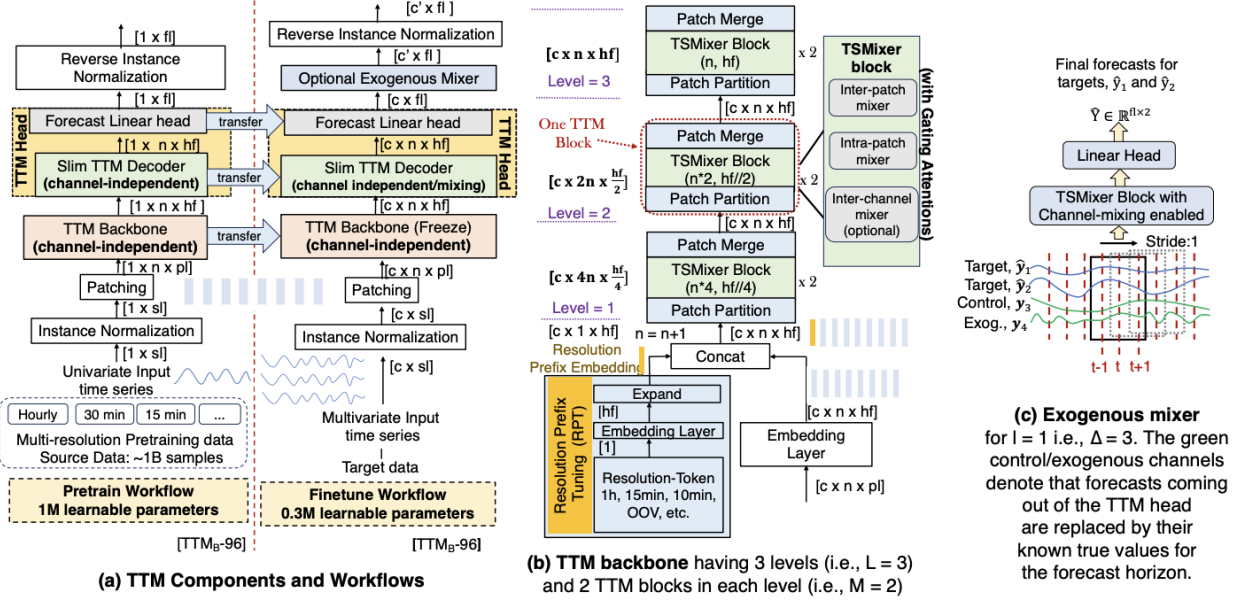 [1 x fl]
Reverse Instance
Normalization
[1 x fl]
Forecast Linear head
[1 x n x hf]
Slim TTM Decoder
(channel-independent)
TTM Head
[1 x n x hf]
TTM Backbone
(channel-independent)
[1 x n x pl]
Patching
[1 x sl]
Instance Normalization
[1 x sl]
Univariate Input
time series
Hourly
30 min
15 min
...
Multi-resolution Pretraining data
Source Data: ~1B samples
Pretrain Workflow
1M learnable parameters
[TTM_B-96]
transfer
transfer
transfer
[c' x fl]
Reverse Instance Normalization
[c' x fl]
Optional Exogenous Mixer
[c x fl]
Forecast Linear head
[c x n x hf]
Slim TTM Decoder
(channel independent/mixing)
TTM Head
[c x n x hf]
TTM Backbone (Freeze)
(channel-independent)
[c x n x pl]
Patching
[c x sl]
Instance Normalization
[c x sl]
Multivariate Input
time series
Target data
Finetune Workflow
0.3M learnable parameters
[TTM_B-96]
(a) TTM Components and Workflows
Patch Merge
TSMixer Block
(n, hf)
Patch Partition
x 2
[c x n x hf]
Level = 3
[c x n x hf]
One TTM
Block
Patch Merge
TSMixer Block
(n*2, hf//2)
Patch Partition
x 2
[c x 2n x hf/2]
Level = 2
[c x n x hf]
Patch Merge
TSMixer Block
(n*4, hf//4)
Patch Partition
x 2
[c x 4n x hf/4]
Level = 1
[c x 1 x hf]
n = n+1
[c x n x hf]
Resolution
Prefix Embedding
Concat
Resolution Prefix
Tuning (RPT)
Expand
[hf]
Embedding Layer
[1]
Resolution-Token
1h, 15min, 10min,
OOV, etc.
[c x n x hf]
Embedding
Layer
[c x n x pl]
TSMixer
block
Inter-patch
mixer
Intra-patch
mixer
Inter-channel
mixer
(optional)
(with Gating Attentions)
(b) TTM backbone having 3 levels (i.e., L = 3)
and 2 TTM blocks in each level (i.e., M = 2)
Final forecasts for
targets, ŷ₁ and ŷ₂
Ŷ ∈ ℝ^{fl×2}
Linear Head
TSMixer Block with
Channel-mixing enabled
Stride:1
Target, ŷ₁
Target, ŷ₂
Control, y₃
Exog., y₄
t-1 t t+1
(c) Exogenous mixer
for l = 1 i.e., Δ = 3. The green
control/exogenous channels
denote that forecasts coming
out of the TTM head
are replaced by their
known true values for
the forecast horizon.